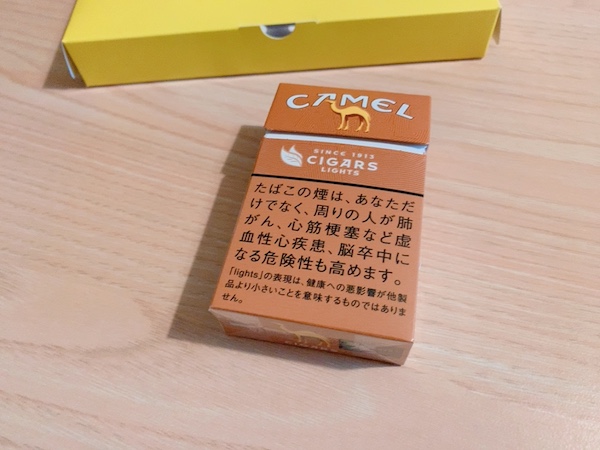 CAMEL
SINCE 1913
CIGARS
LIGHTS
たばこの煙は、あなただ
けでなく、周りの人が肺
がん、心筋梗塞など虚
血性心疾患、脳卒中に
なる危険性も高めます。
「lights」の表現は、健康への悪影響が他製
品より小さいことを意味するものではありま
せん。